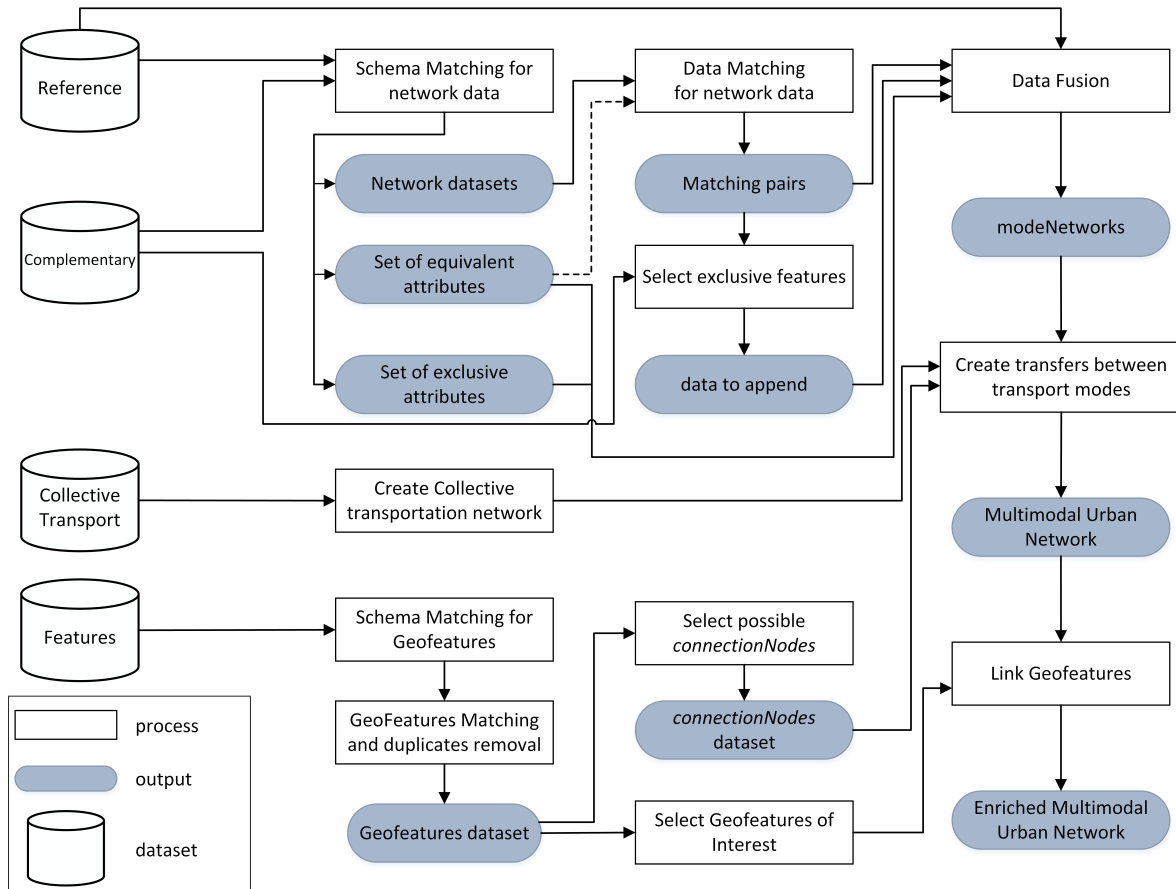 Reference
Schema Matching for
network data
Data Matching
for network data
Data Fusion
Network datasets
Matching pairs
modeNetworks
Complementary
Set of equivalent
attributes
Select exclusive features
Set of exclusive
attributes
data to append
Create transfers between
transport modes
Collective
Transport
Create Collective
transportation network
Multimodal Urban
Network
Features
Schema Matching for
Geofeatures
Select possible
connectionNodes
Link Geofeatures
GeoFeatures Matching
and duplicates removal
connectionNodes
dataset
Geofeatures dataset
Select Geofeatures of
Interest
Enriched Multimodal
Urban Network
process
output
dataset